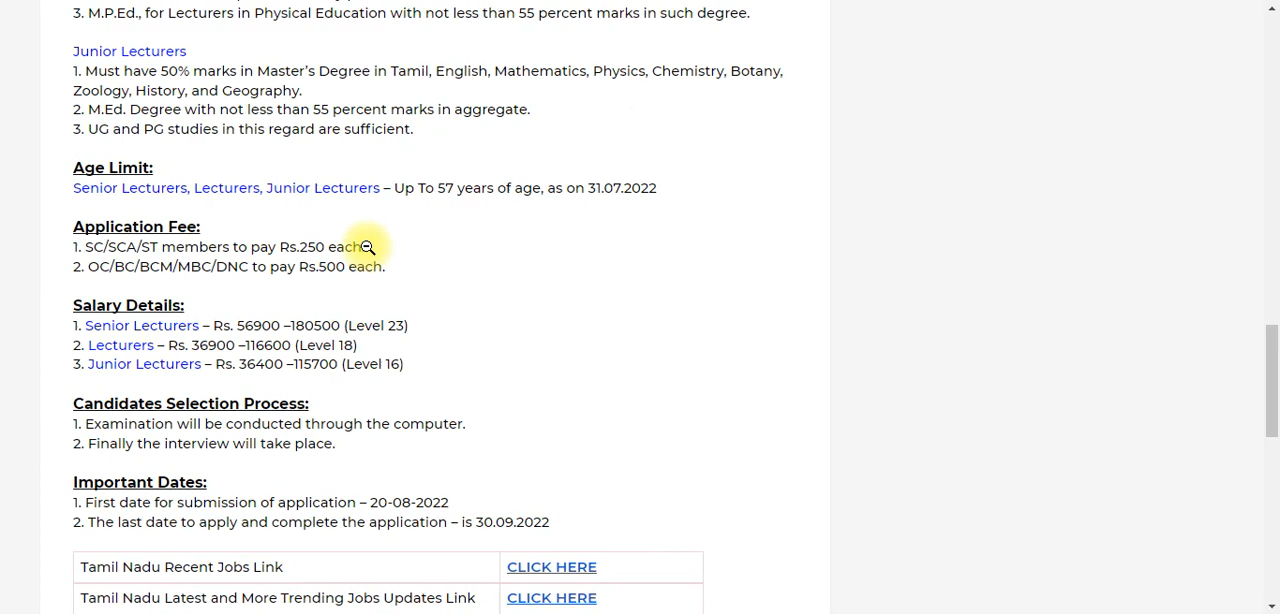 3. M.P.Ed., for Lecturers in Physical Education with not less than 55 percent marks in such degree.
Junior Lecturers
1. Must have 50% marks in Master's Degree in Tamil, English, Mathematics, Physics, Chemistry, Botany,
Zoology, History, and Geography.
2. M.Ed. Degree with not less than 55 percent marks in aggregate.
3. UG and PG studies in this regard are sufficient.
Age Limit:
Senior Lecturers, Lecturers, Junior Lecturers – Up To 57 years of age, as on 31.07.2022
Application Fee:
1. SC/SCA/ST members to pay Rs.250 each
2. OC/BC/BCM/MBC/DNC to pay Rs.500 each.
Salary Details:
1. Senior Lecturers – Rs. 56900 –180500 (Level 23)
2. Lecturers – Rs. 36900 –116600 (Level 18)
3. Junior Lecturers – Rs. 36400 –115700 (Level 16)
Candidates Selection Process:
1. Examination will be conducted through the computer.
2. Finally the interview will take place.
Important Dates:
1. First date for submission of application – 20-08-2022
2. The last date to apply and complete the application – is 30.09.2022
Tamil Nadu Recent Jobs Link CLICK HERE
Tamil Nadu Latest and More Trending Jobs Updates Link CLICK HERE